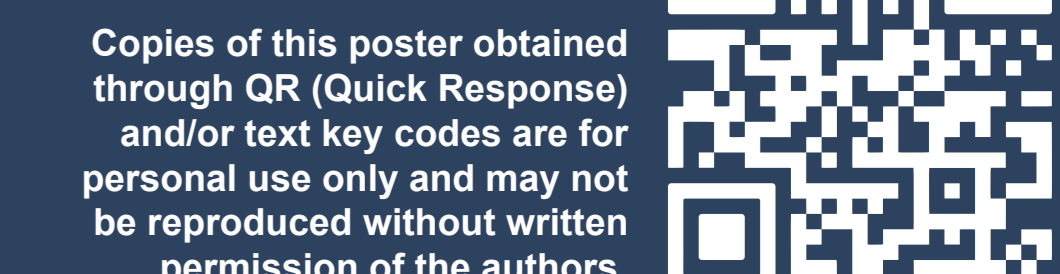 Copies of this poster obtained
through QR (Quick Response)
and/or text key codes are for
personal use only and may not
be reproduced without written
permission of the authors.